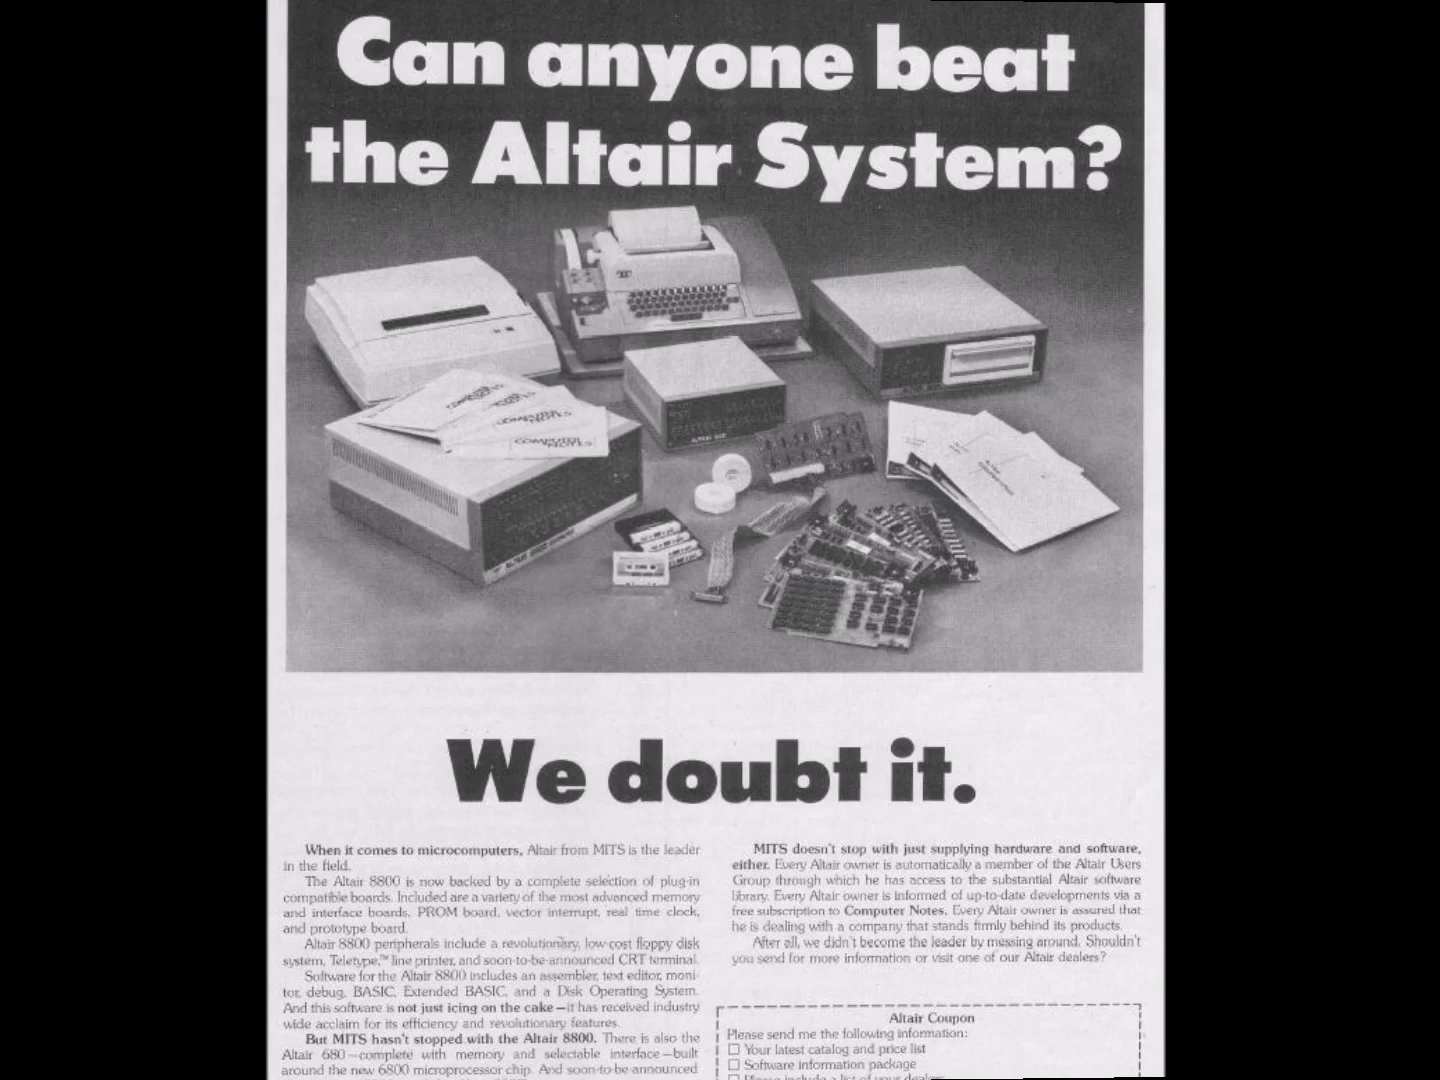 Can anyone beat
the Altair System?
COMPUTER
NOTES
ALTAIR 8800 COMPUTER
ALTAIR 680
We doubt it.
When it comes to microcomputers, Altair from MITS is the leader
in the field.
The Altair 8800 is now backed by a complete selection of plug-in
compatible boards. Included are a variety of the most advanced memory
and interface boards, PROM board, vector interrupt, real time clock,
and prototype board.
Altair 8800 peripherals include a revolutionary, low-cost floppy disk
system, Teletype,™ line printer, and soon-to-be-announced CRT terminal.
Software for the Altair 8800 includes an assembler, text editor, moni-
tor, debug, BASIC, Extended BASIC, and a Disk Operating System.
And this software is not just icing on the cake—it has received industry
wide acclaim for its efficiency and revolutionary features.
But MITS hasn't stopped with the Altair 8800. There is also the
Altair 680—complete with memory and selectable interface—built
around the new 6800 microprocessor chip. And soon-to-be-announced
MITS doesn't stop with just supplying hardware and software,
either. Every Altair owner is automatically a member of the Altair Users
Group through which he has access to the substantial Altair software
library. Every Altair owner is informed of up-to-date developments via a
free subscription to Computer Notes. Every Altair owner is assured that
he is dealing with a company that stands firmly behind its products.
After all, we didn't become the leader by messing around. Shouldn't
you send for more information or visit one of our Altair dealers?
Altair Coupon
Please send me the following information:
☐ Your latest catalog and price list
☐ Software information package
☐ Please include a list of your dealers